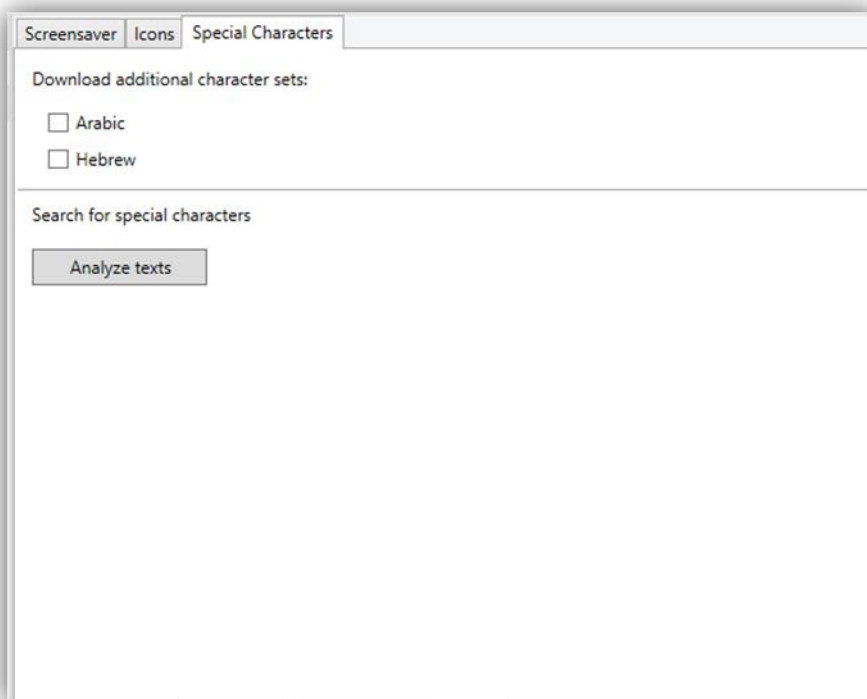 Screensaver Icons Special Characters
Download additional character sets:
Arabic
Hebrew
Search for special characters
Analyze texts